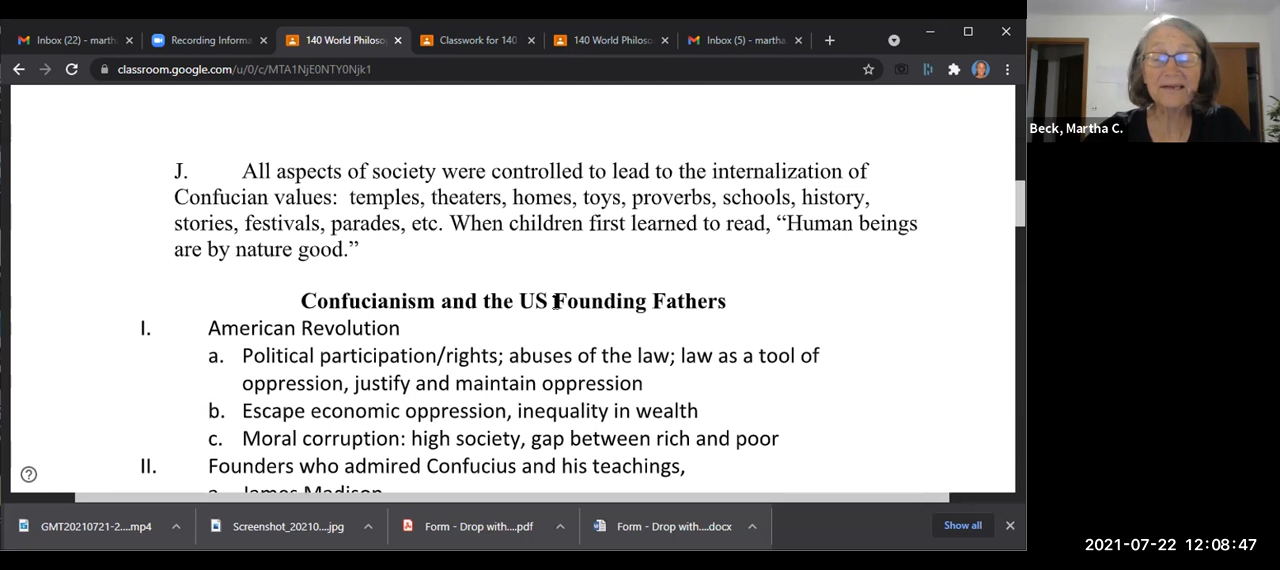 Inbox (22) - marth
Recording Informa
140 World Philoso
Classwork for 140
140 World Philoso
Inbox (5) - martha
classroom.google.com/u/0/c/MTA1NjE0NTY0Njk1
Beck, Martha C.
J. All aspects of society were controlled to lead to the internalization of
Confucian values: temples, theaters, homes, toys, proverbs, schools, history,
stories, festivals, parades, etc. When children first learned to read, “Human beings
are by nature good.”
Confucianism and the US Founding Fathers
I. American Revolution
a. Political participation/rights; abuses of the law; law as a tool of
oppression, justify and maintain oppression
b. Escape economic oppression, inequality in wealth
c. Moral corruption: high society, gap between rich and poor
II. Founders who admired Confucius and his teachings,
a. James Madison
GMT20210721-2....mp4
Screenshot_20210....jpg
Form - Drop with....pdf
Form - Drop with....docx
Show all
2021-07-22 12:08:47